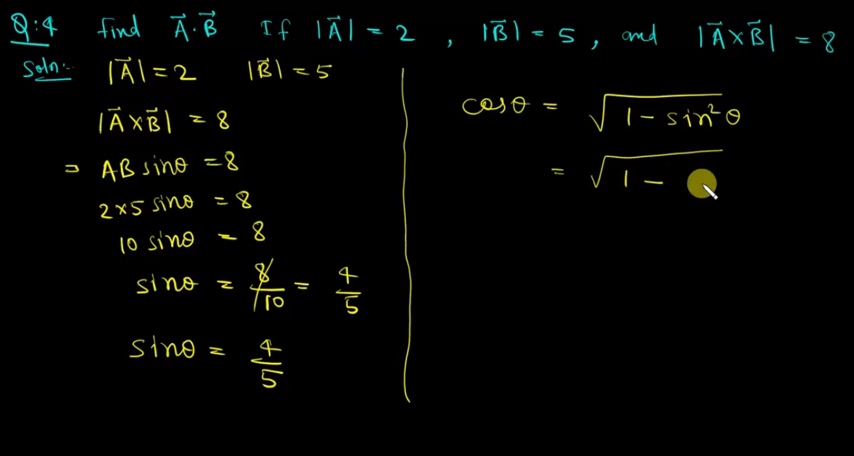 Q:4 Find A⃗·B⃗ If |A⃗| = 2 , |B⃗| = 5 , and |A⃗×B⃗| = 8
Soln:- |A⃗| = 2 |B⃗| = 5
|A⃗×B⃗| = 8
⇒ AB sinθ = 8
2×5 sinθ = 8
10 sinθ = 8
sinθ = 8/10 = 4/5
sinθ = 4/5
cosθ = √(1 - sin²θ)
= √(1 -